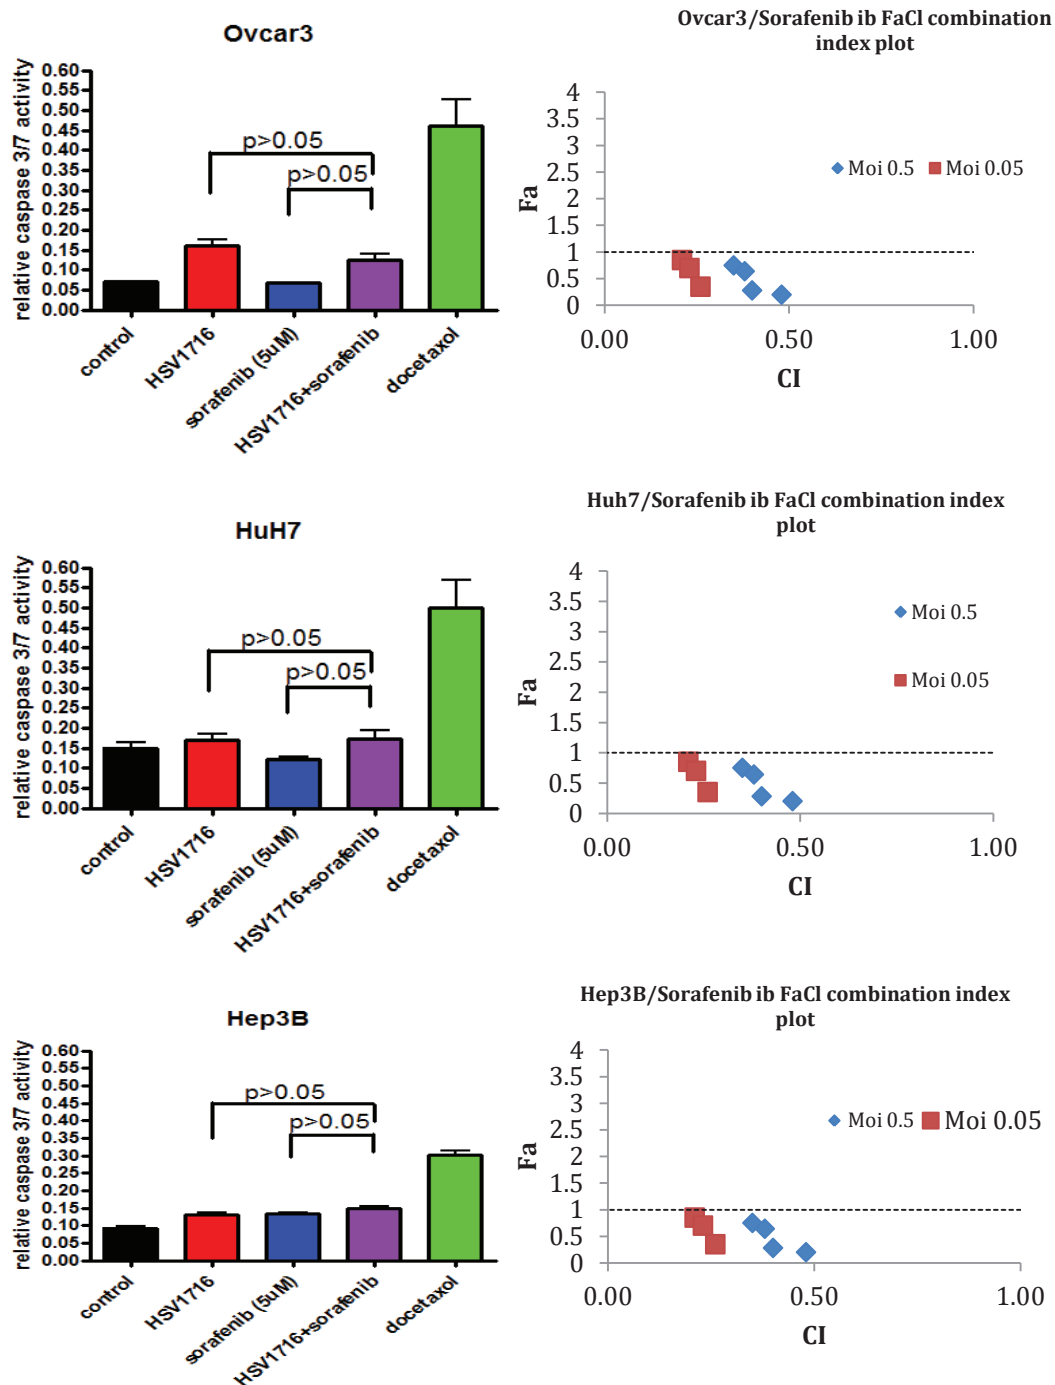 Ovcar3
relative caspase 3/7 activity
0.60
0.55
0.50
0.45
0.40
0.35
0.30
0.25
0.20
0.15
0.10
0.05
0.00
p>0.05
p>0.05
control
HSV1716
sorafenib (5uM)
HSV1716+sorafenib
docetaxol
Ovcar3/Sorafenib ib FaCl combination
index plot
Fa
4
3.5
3
2.5
2
1.5
1
0.5
0
Moi 0.5
Moi 0.05
0.00
0.50
1.00
CI
HuH7
relative caspase 3/7 activity
0.60
0.55
0.50
0.45
0.40
0.35
0.30
0.25
0.20
0.15
0.10
0.05
0.00
p>0.05
p>0.05
control
HSV1716
sorafenib (5uM)
HSV1716+sorafenib
docetaxol
Huh7/Sorafenib ib FaCl combination index
plot
Fa
4
3.5
3
2.5
2
1.5
1
0.5
0
Moi 0.5
Moi 0.05
0.00
0.50
1.00
CI
Hep3B
relative caspase 3/7 activity
0.60
0.55
0.50
0.45
0.40
0.35
0.30
0.25
0.20
0.15
0.10
0.05
0.00
p>0.05
p>0.05
control
HSV1716
sorafenib (5uM)
HSV1716+sorafenib
docetaxol
Hep3B/Sorafenib ib FaCl combination index
plot
Fa
4
3.5
3
2.5
2
1.5
1
0.5
0
Moi 0.5
Moi 0.05
0.00
0.50
1.00
CI